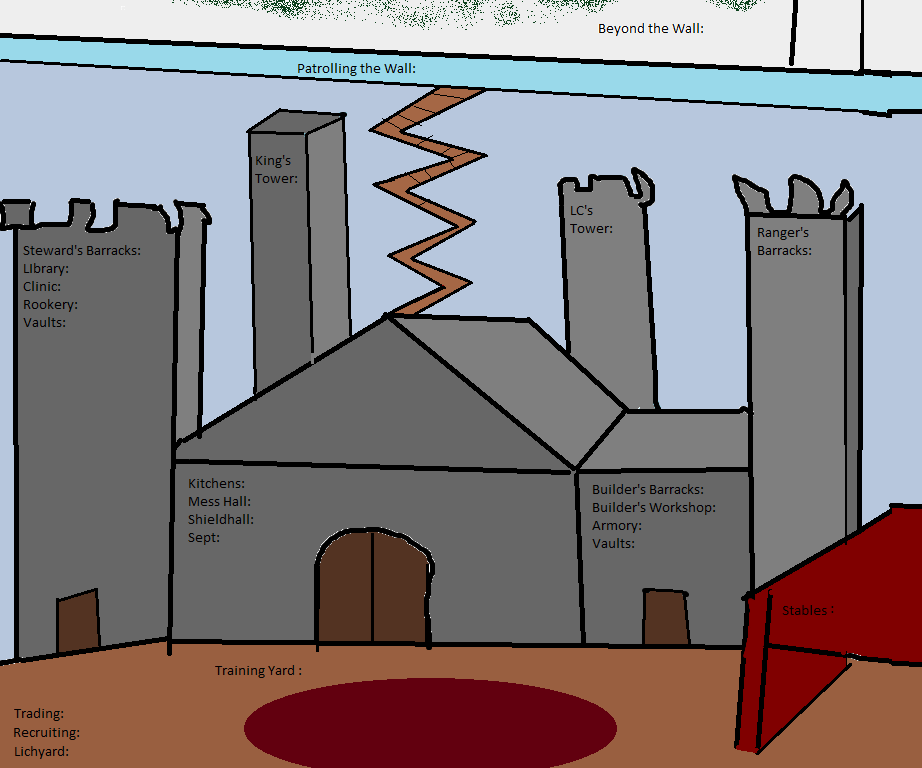 Beyond the Wall:
Patrolling the Wall:
King's
Tower:
LC's
Tower:
Ranger's
Barracks:
Steward's Barracks:
LIbrary:
Clinic:
Rookery:
Vaults:
Kitchens:
Mess Hall:
Shieldhall:
Sept:
Builder's Barracks:
Builder's Workshop:
Armory:
Vaults:
Stables :
Training Yard :
Trading:
Recruiting:
Lichyard: